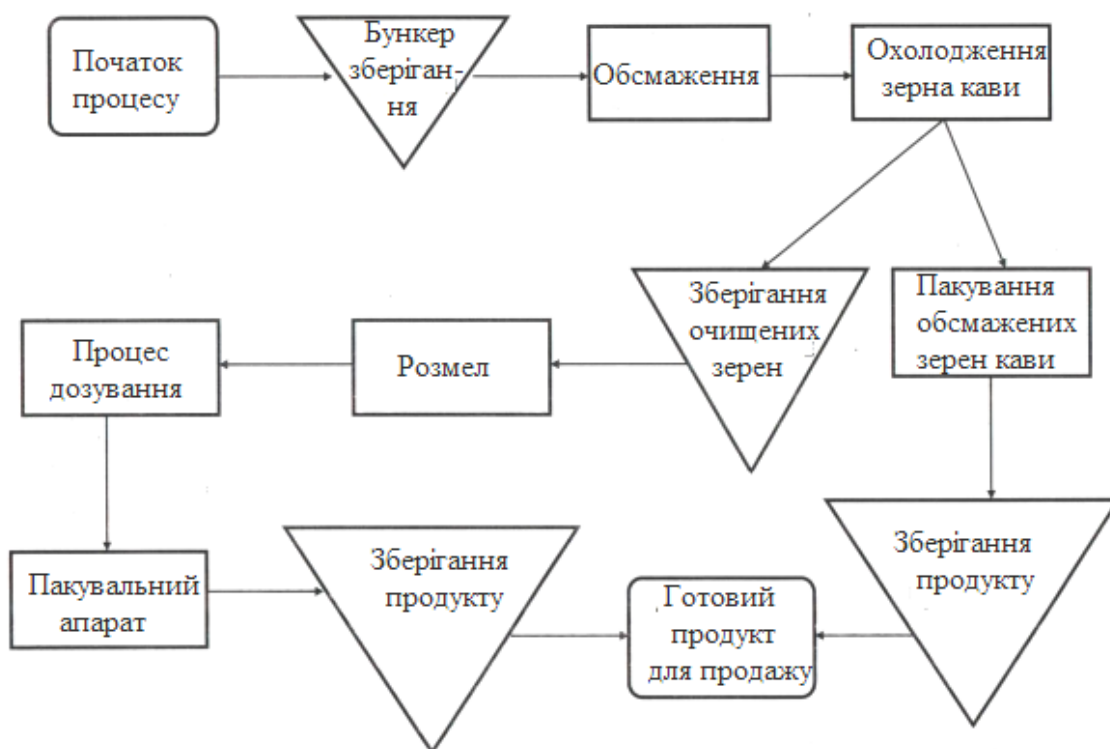 Початок
процесу
Бункер
зберіган-
ня
Обсмаження
Охолодження
зерна кави
Зберігання
очищених
зерен
Пакування
обсмажених
зерен кави
Процес
дозування
Розмел
Пакувальний
апарат
Зберігання
продукту
Готовий
продукт
для продажу
Зберігання
продукту